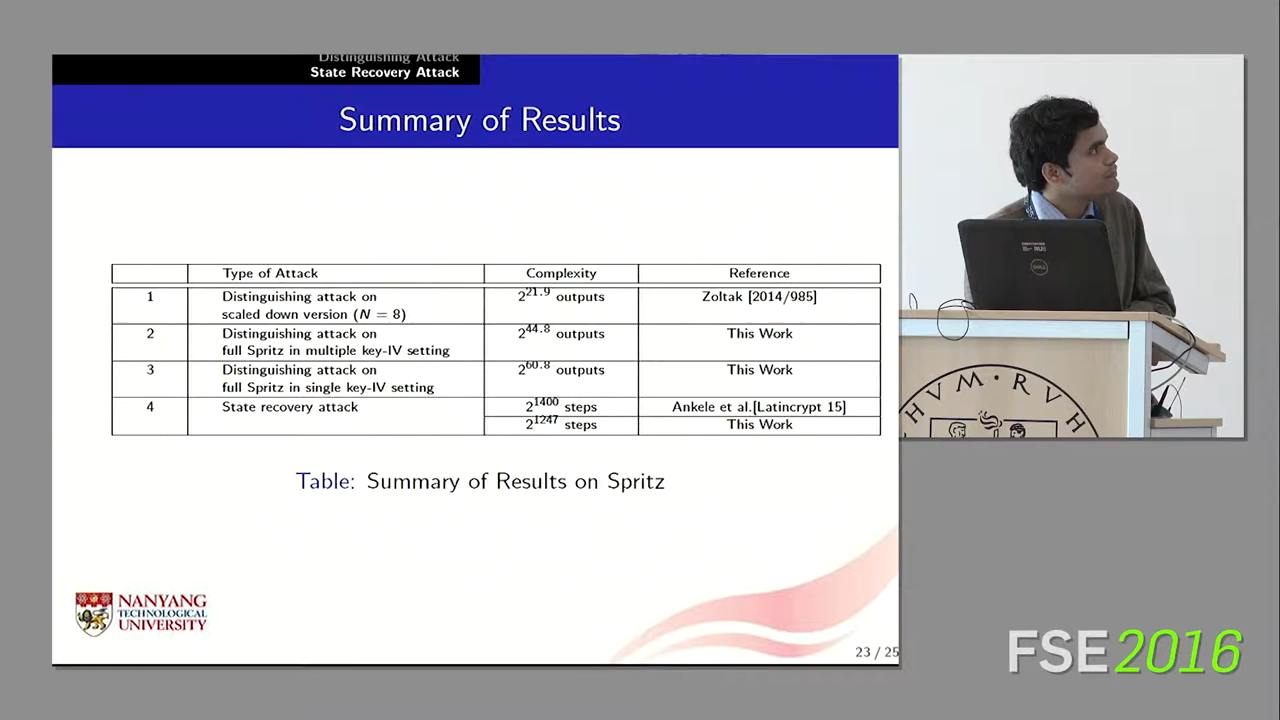 Distinguishing Attack
State Recovery Attack
Summary of Results
Type of Attack Complexity Reference
1 Distinguishing attack on scaled down version (N = 8) 2^21.9 outputs Zoltak [2014/985]
2 Distinguishing attack on full Spritz in multiple key-IV setting 2^44.8 outputs This Work
3 Distinguishing attack on full Spritz in single key-IV setting 2^60.8 outputs This Work
4 State recovery attack 2^1400 steps Ankele et al.[Latincrypt 15]
2^1247 steps This Work
Table: Summary of Results on Spritz
NANYANG
TECHNOLOGICAL
UNIVERSITY
23 / 25
DELL
HVM · RVH
FSE 2016